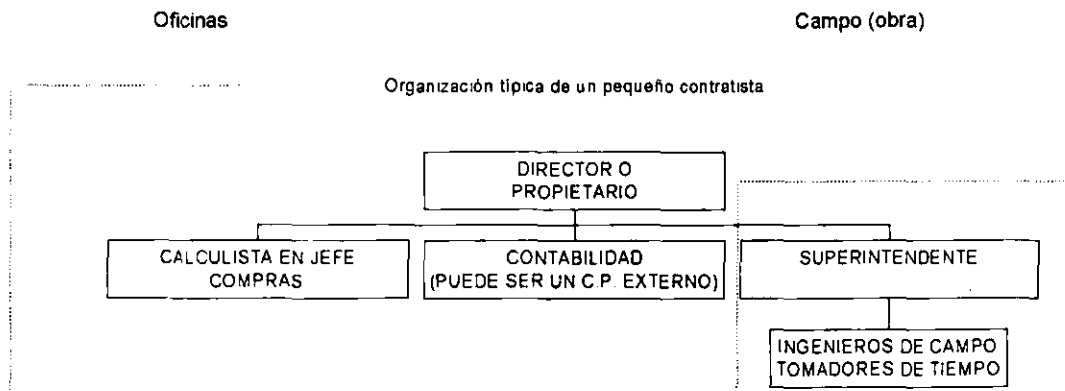 Oficinas
Campo (obra)
Organización típica de un pequeño contratista
DIRECTOR O
PROPIETARIO
CALCULISTA EN JEFE
COMPRAS
CONTABILIDAD
(PUEDE SER UN C.P. EXTERNO)
SUPERINTENDENTE
INGENIEROS DE CAMPO
TOMADORES DE TIEMPO